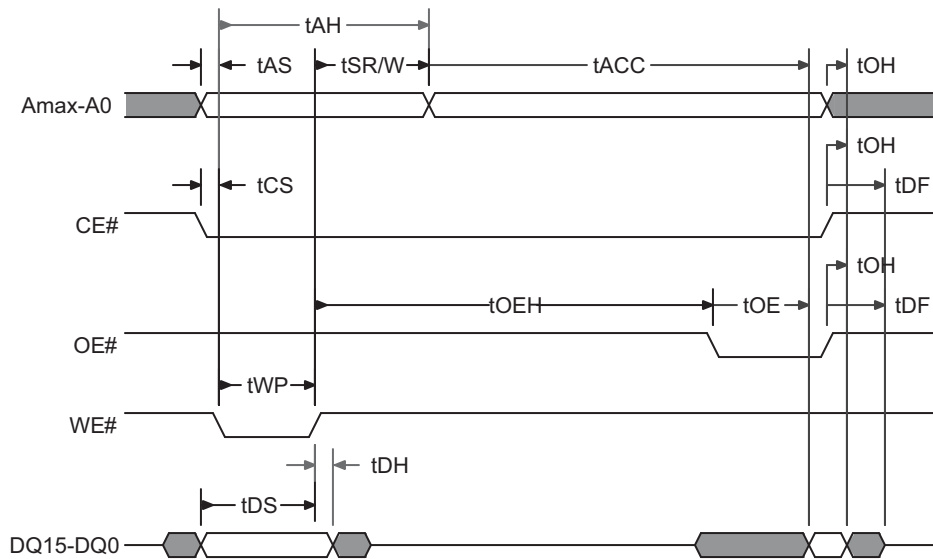 tAH
tAS tSR/W tACC tOH
Amax-A0
tOH
tCS tDF
CE#
tOH
tOEH tOE tDF
OE#
tWP
WE#
tDH
tDS
DQ15-DQ0